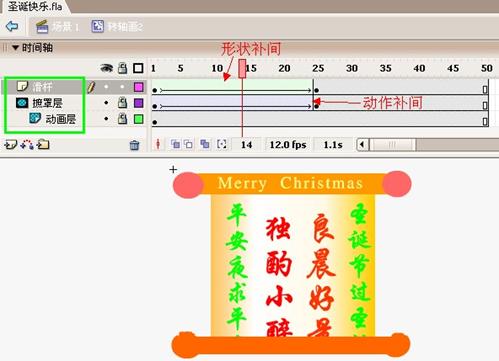 圣诞快乐.fla
场景 1 转轴画2
形状补间
时间轴
1 5 10 15 20 25 30 35 40 45 50
滑杆
遮罩层
动作补间
动画层
14 12.0 fps 1.1s
Merry Christmas
平安夜求平
独酌小醉
良晨好景
圣诞节过圣